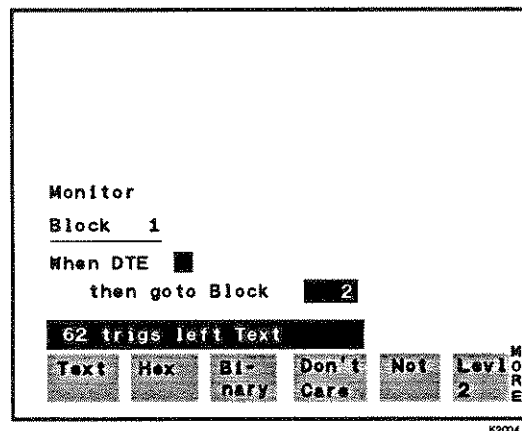 Monitor
Block 1
When DTE
then goto Block 2
62 trigs left Text
Text Hex Bi-nary Don't Care Not Levl 2 MORE
K2004